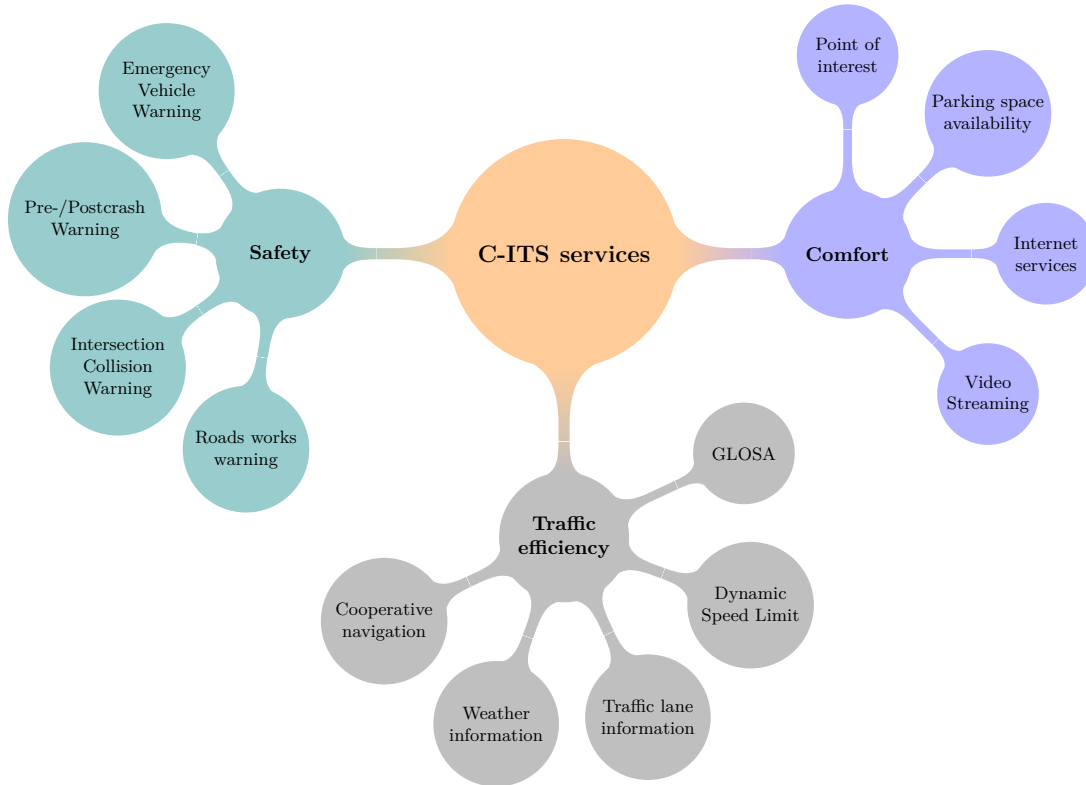 C-ITS services
Safety
Emergency
Vehicle
Warning
Pre-/Postcrash
Warning
Intersection
Collision
Warning
Roads works
warning
Traffic
efficiency
Cooperative
navigation
Weather
information
Traffic lane
information
Dynamic
Speed Limit
GLOSA
Comfort
Point of
interest
Parking space
availability
Internet
services
Video
Streaming